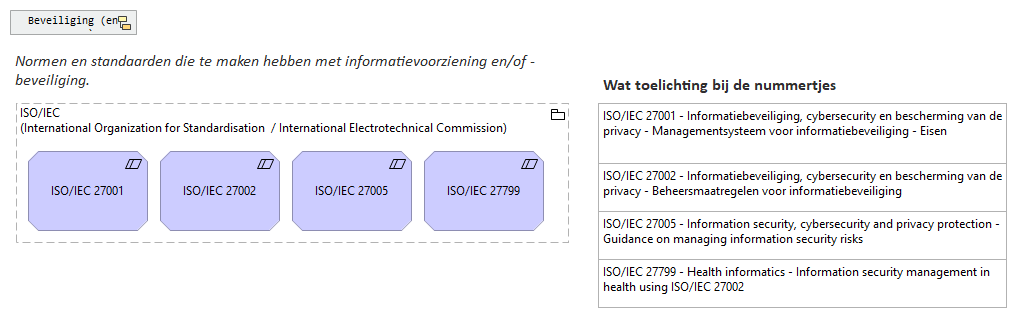 Beveiliging (en
Normen en standaarden die te maken hebben met informatievoorziening en/of -
beveiliging.
ISO/IEC
(International Organization for Standardisation / International Electrotechnical Commission)
ISO/IEC 27001
ISO/IEC 27002
ISO/IEC 27005
ISO/IEC 27799
Wat toelichting bij de nummertjes
ISO/IEC 27001 - Informatiebeveiliging, cybersecurity en bescherming van de
privacy - Managementsysteem voor informatiebeveiliging - Eisen
ISO/IEC 27002 - Informatiebeveiliging, cybersecurity en bescherming van de
privacy - Beheersmaatregelen voor informatiebeveiliging
ISO/IEC 27005 - Information security, cybersecurity and privacy protection -
Guidance on managing information security risks
ISO/IEC 27799 - Health informatics - Information security management in
health using ISO/IEC 27002